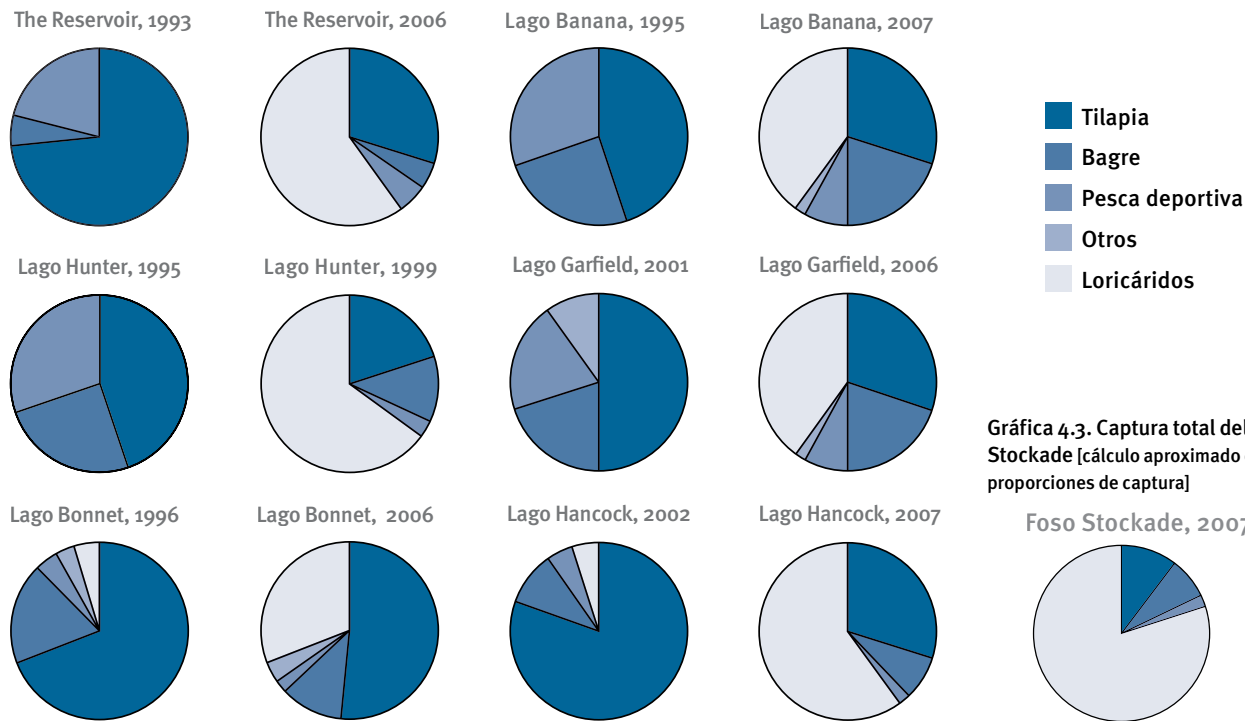 The Reservoir, 1993
The Reservoir, 2006
Lago Banana, 1995
Lago Banana, 2007
Tilapia
Bagre
Pesca deportiva
Otros
Loricáridos
Lago Hunter, 1995
Lago Hunter, 1999
Lago Garfield, 2001
Lago Garfield, 2006
Gráfica 4.3. Captura total del
Stockade [cálculo aproximado
proporciones de captura]
Lago Bonnet, 1996
Lago Bonnet, 2006
Lago Hancock, 2002
Lago Hancock, 2007
Foso Stockade, 2007